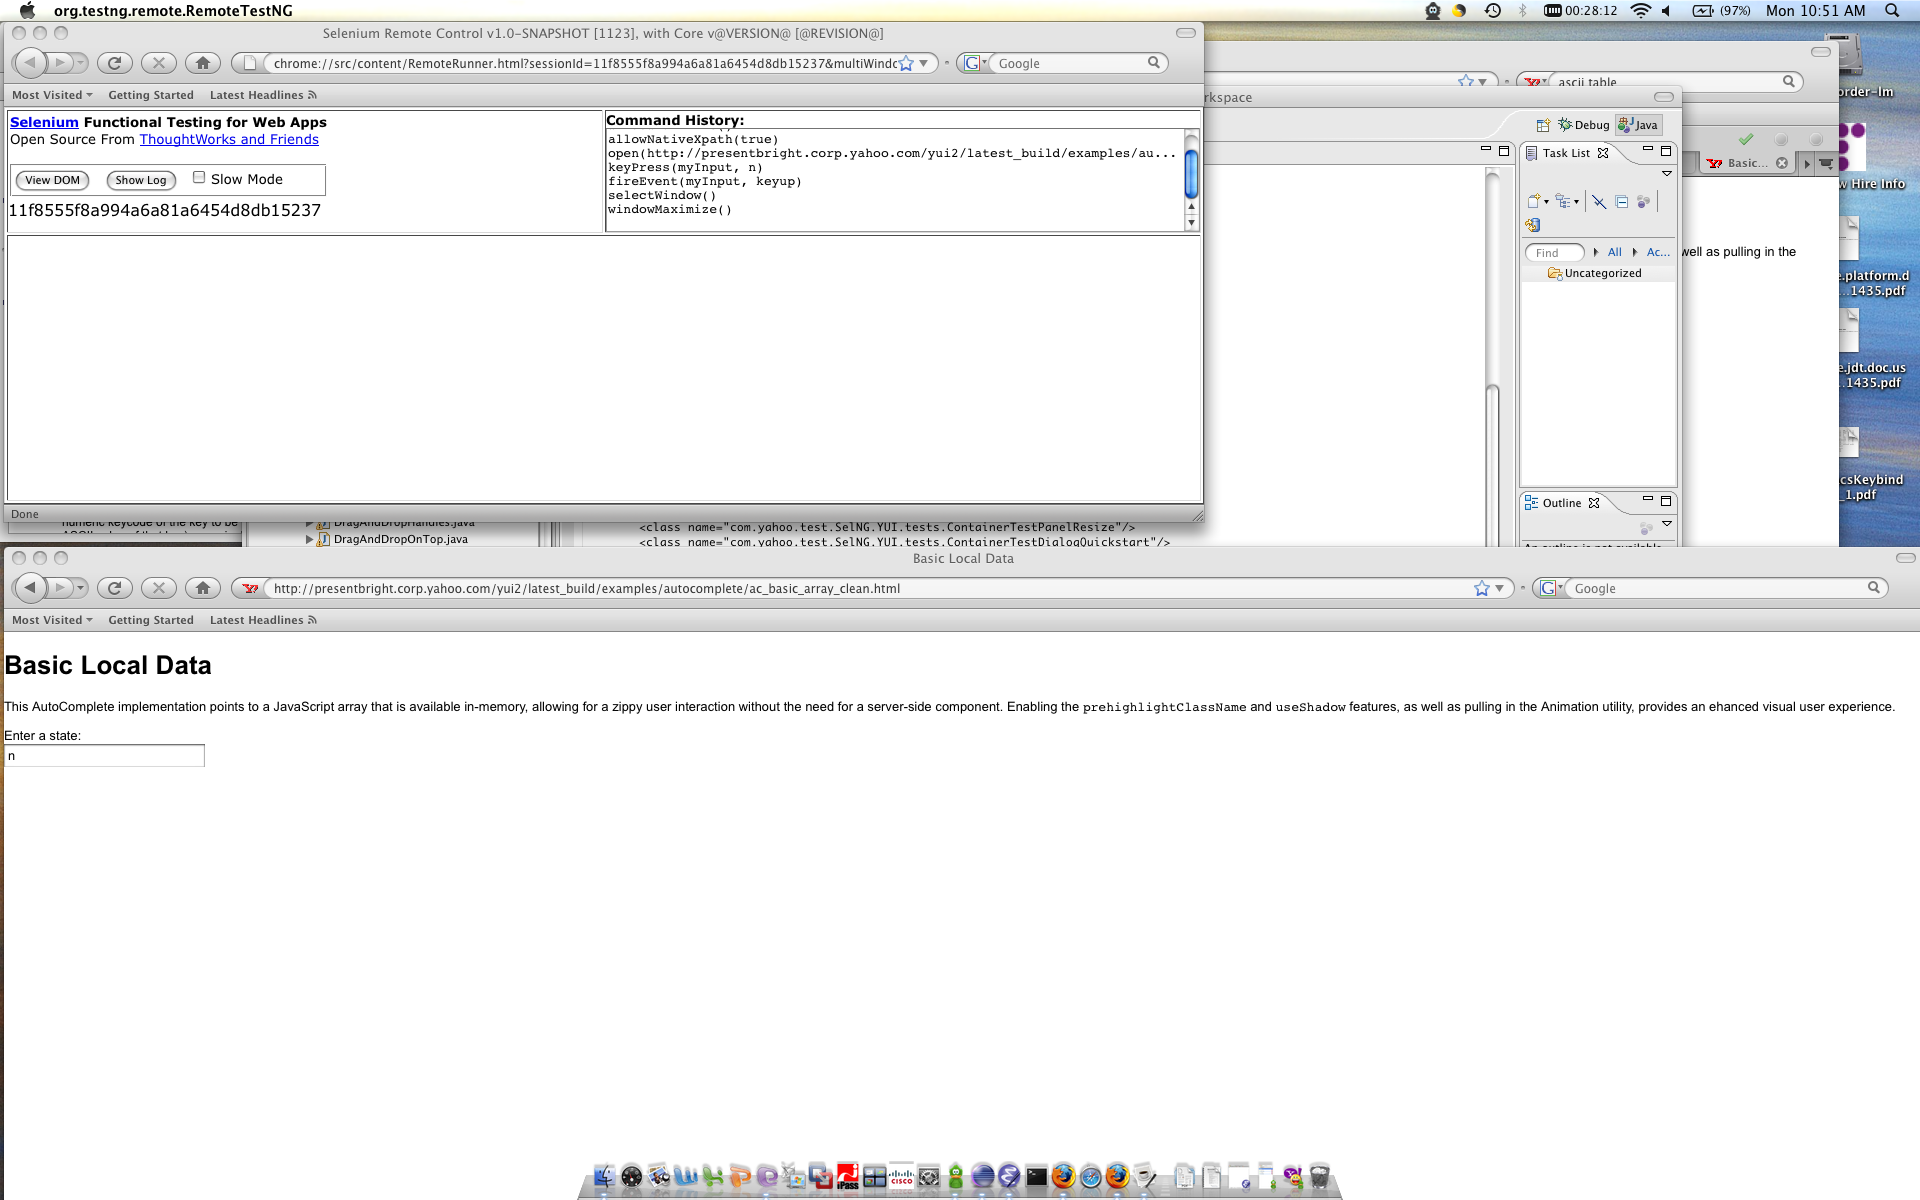 org.testng.remote.RemoteTestNG
00:28:12
(97%)
Mon 10:51 AM
Selenium Remote Control v1.0-SNAPSHOT [1123], with Core v@VERSION@ [@REVISION@]
chrome://src/content/RemoteRunner.html?sessionId=11f8555f8a994a6a81a6454d8db15237&multiWindo
Google
Most Visited
Getting Started
Latest Headlines
Selenium Functional Testing for Web Apps
Open Source From ThoughtWorks and Friends
View DOM
Show Log
Slow Mode
11f8555f8a994a6a81a6454d8db15237
Command History:
allowNativeXpath(true)
open(http://presentbright.corp.yahoo.com/yui2/latest_build/examples/au...
keyPress(myInput, n)
fireEvent(myInput, keyup)
selectWindow()
windowMaximize()
Done
ascii table
rkspace
Debug
Java
Task List
Basic...
Find
All
Ac...
Uncategorized
well as pulling in the
Outline
order-lm
w Hire Info
e.platform.d
...1435.pdf
e.jdt.doc.us
...1435.pdf
csKeybind
_1.pdf
numeric keycode of the key to be
DragAndDropHandles.java
DragAndDropOnTop.java
<class name="com.yahoo.test.SelNG.YUI.tests.ContainerTestPanelResize"/>
<class name="com.yahoo.test.SelNG.YUI.tests.ContainerTestDialogQuickstart"/>
Basic Local Data
http://presentbright.corp.yahoo.com/yui2/latest_build/examples/autocomplete/ac_basic_array_clean.html
Google
Most Visited
Getting Started
Latest Headlines
Basic Local Data
This AutoComplete implementation points to a JavaScript array that is available in-memory, allowing for a zippy user interaction without the need for a server-side component. Enabling the prehighlightClassName and useShadow features, as well as pulling in the Animation utility, provides an ehanced visual user experience.
Enter a state:
n
iPass
CISCO